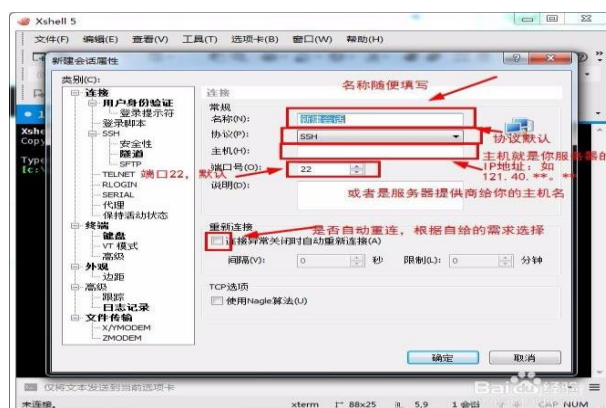 Xshell 5
文件(F) 编辑(E) 查看(V) 工具(T) 选项卡(B) 窗口(W) 帮助(H)
新建会话属性
类别(C):
连接
用户身份验证
登录提示符
登录脚本
SSH
安全性
隧道
SFTP
TELNET
RLOGIN
SERIAL
代理
保持活动状态
终端
键盘
VT 模式
高级
外观
边距
高级
跟踪
日志记录
文件传输
X/YMODEM
ZMODEM
连接
名称随便填写
常规
名称(N): 新建会话
协议(P): SSH
协议默认
主机(H):
主机就是你服务器的
IP地址: 如
121.40.**。**
端口22, 默认
端口号(O): 22
说明(D):
或者是服务器提供商给你的主机名
重新连接
是否自动重连, 根据自给的需求选择
连接异常关闭时自动重新连接(A)
间隔(V): 0 秒 限制(L): 0 分钟
TCP选项
使用Nagle算法(U)
确定 取消
Xshe
Copy
Type
[c:\
仅将文本发送到当前选项卡
Baidu经验
未连接。 xterm 88x25 5,9 1 会话 CAP NUM